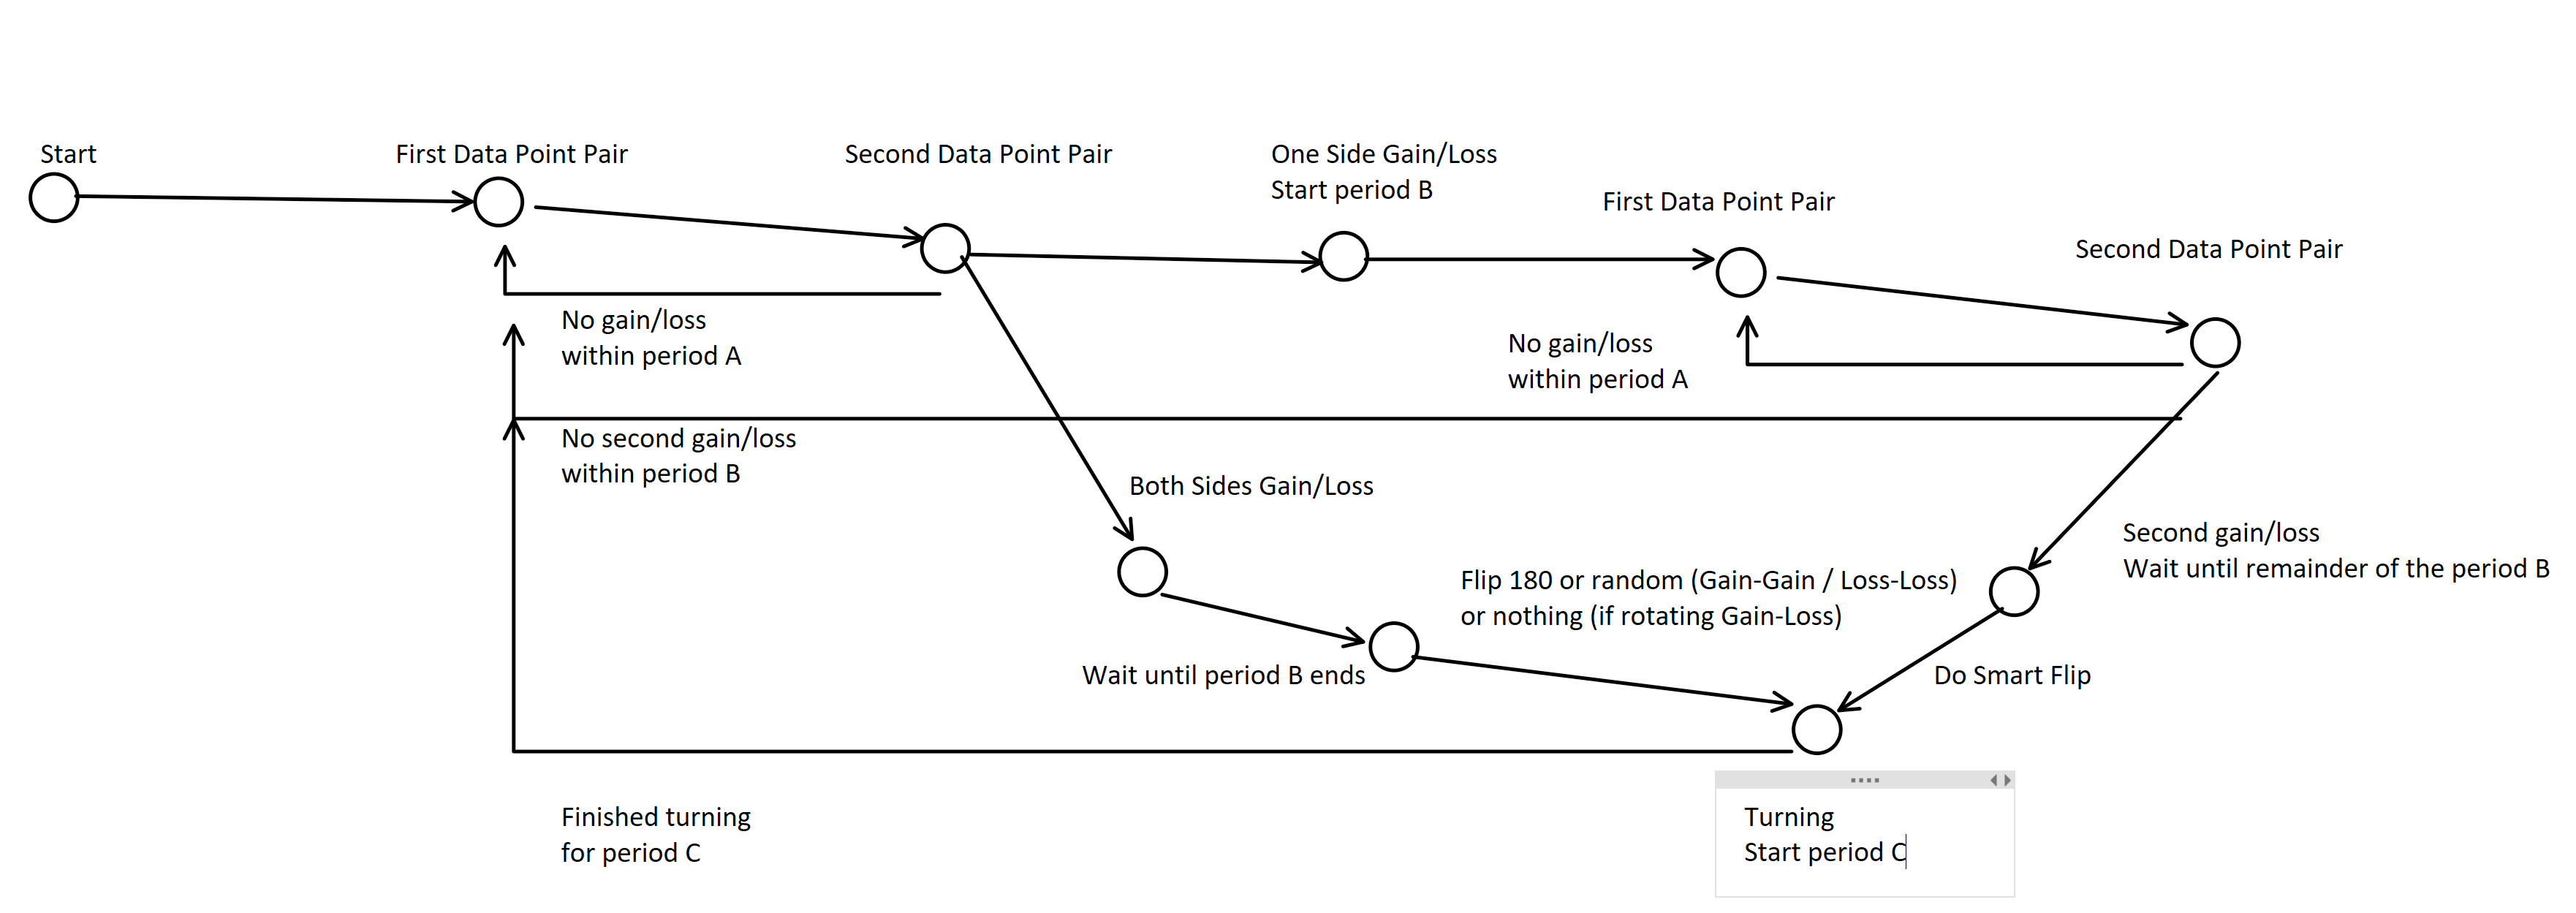 Start
First Data Point Pair
Second Data Point Pair
One Side Gain/Loss
Start period B
First Data Point Pair
Second Data Point Pair
No gain/loss
within period A
No gain/loss
within period A
No second gain/loss
within period B
Both Sides Gain/Loss
Second gain/loss
Wait until remainder of the period B
Flip 180 or random (Gain-Gain / Loss-Loss)
or nothing (if rotating Gain-Loss)
Wait until period B ends
Do Smart Flip
Finished turning
for period C
Turning
Start period C